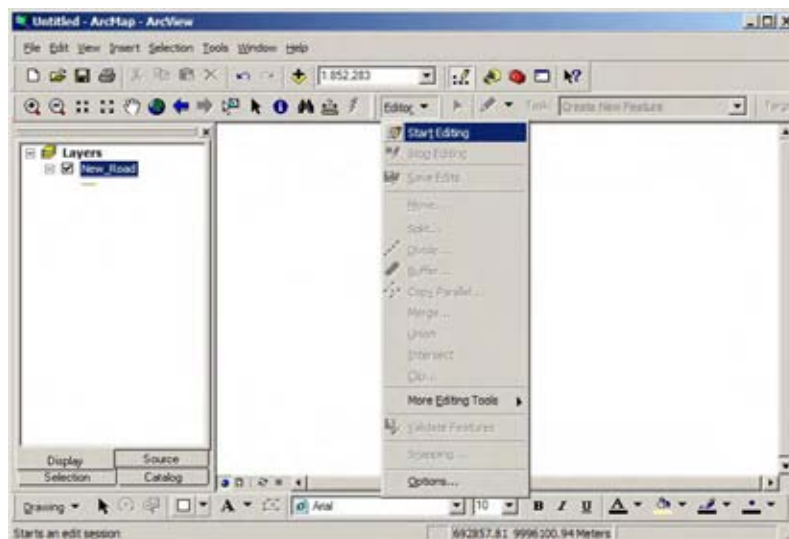 Untitled - ArcMap - ArcView
File Edit View Insert Selection Tools Window Help
1:852,283
Editor Task: Create New Feature
Layers
New_Road
Start Editing
Stop Editing
Save Edits
Move...
Split...
Divide...
Buffer...
Copy Parallel...
Merge...
Union
Intersect
Clip...
More Editing Tools
Validate Features
Snapping...
Options...
Display Source
Selection Catalog
Drawing A Arial 10 B I U A
Starts an edit session
692857.81 9996100.94 Meters